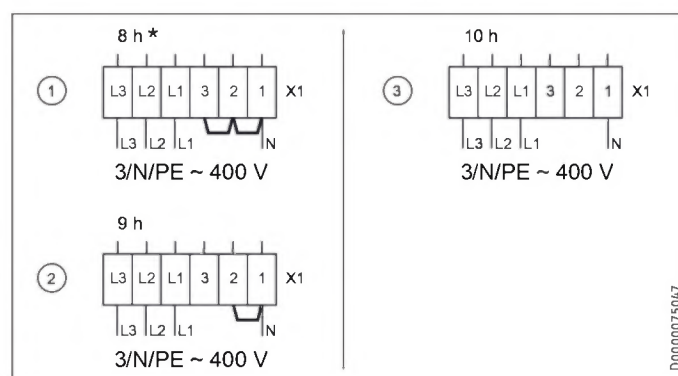 8 h *
1
L3 L2 L1 3 2 1 X1
L3 L2 L1 N
3/N/PE ~ 400 V
9 h
2
L3 L2 L1 3 2 1 X1
L3 L2 L1 N
3/N/PE ~ 400 V
10 h
3
L3 L2 L1 3 2 1 X1
L3 L2 L1 N
3/N/PE ~ 400 V
D0000075047